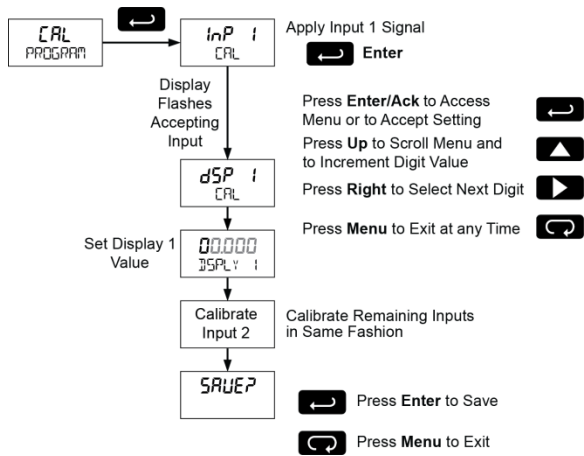 CAL
PROGRAM
InP 1
CAL
Apply Input 1 Signal
Enter
Display
Flashes
Accepting
Input
Press Enter/Ack to Access
Menu or to Accept Setting
Press Up to Scroll Menu and
to Increment Digit Value
Press Right to Select Next Digit
Press Menu to Exit at any Time
dSP 1
CAL
Set Display 1
Value
00.000
DSPLY 1
Calibrate
Input 2
Calibrate Remaining Inputs
in Same Fashion
SAVE?
Press Enter to Save
Press Menu to Exit